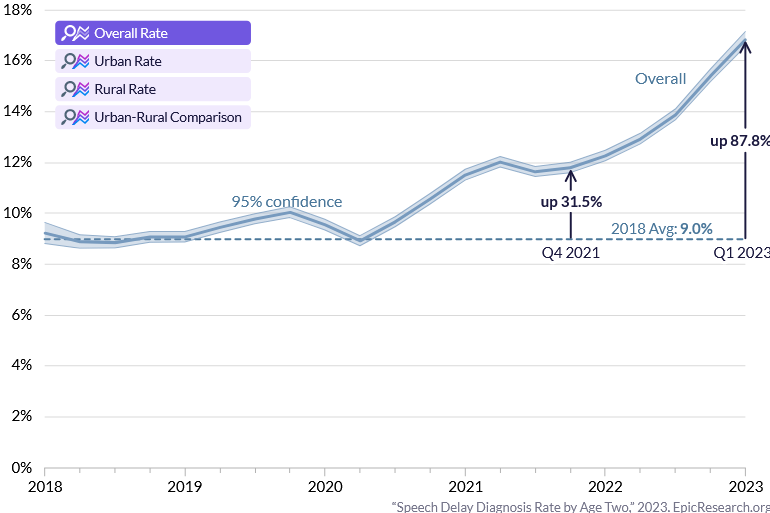 18%
Overall Rate
Urban Rate
Rural Rate
Urban-Rural Comparison
16%
Overall
14%
up 87.8%
12%
95% confidence
up 31.5%
10%
2018 Avg: 9.0%
Q4 2021
Q1 2023
8%
6%
4%
2%
0%
2018
2019
2020
2021
2022
2023
“Speech Delay Diagnosis Rate by Age Two,” 2023. EpicResearch.org